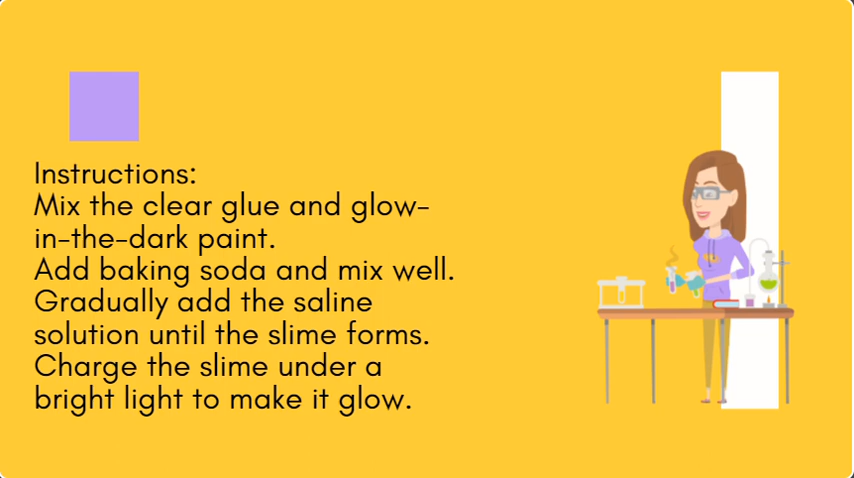 Instructions:
Mix the clear glue and glow-
in-the-dark paint.
Add baking soda and mix well.
Gradually add the saline
solution until the slime forms.
Charge the slime under a
bright light to make it glow.